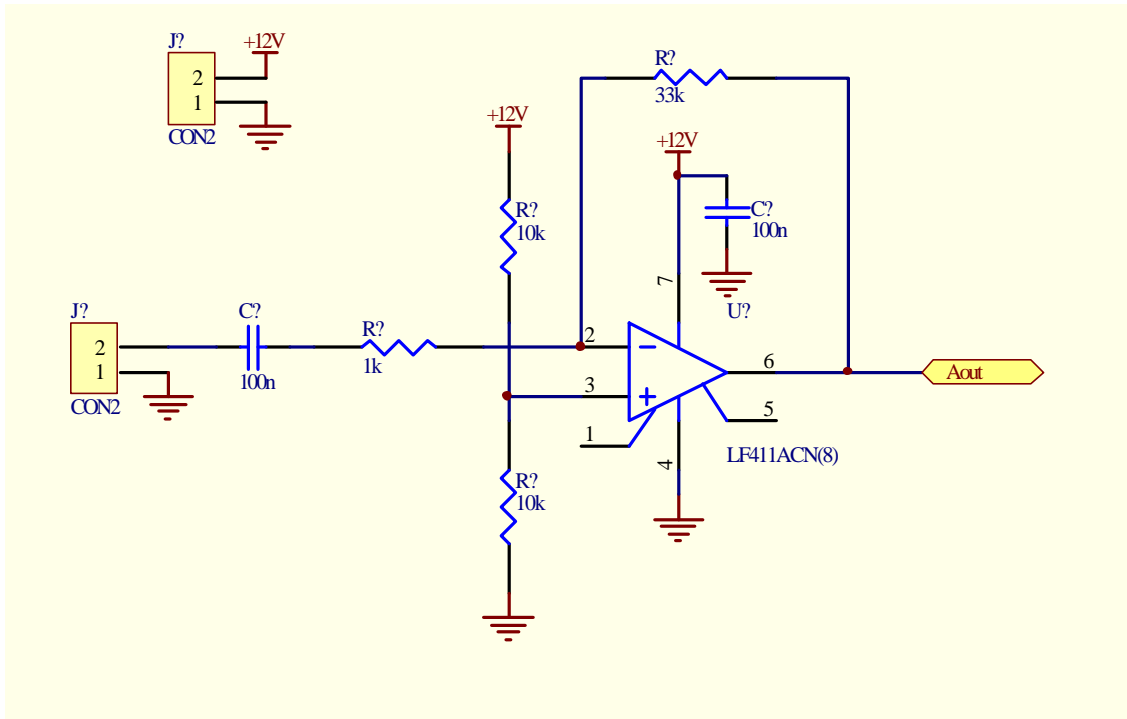 J?
+12V
2
1
CON2
R?
33k
+12V
+12V
R?
10k
C?
100n
7
U?
J?
2
1
CON2
C?
100n
R?
1k
2
3
1
6
5
4
Aout
LF411ACN(8)
R?
10k